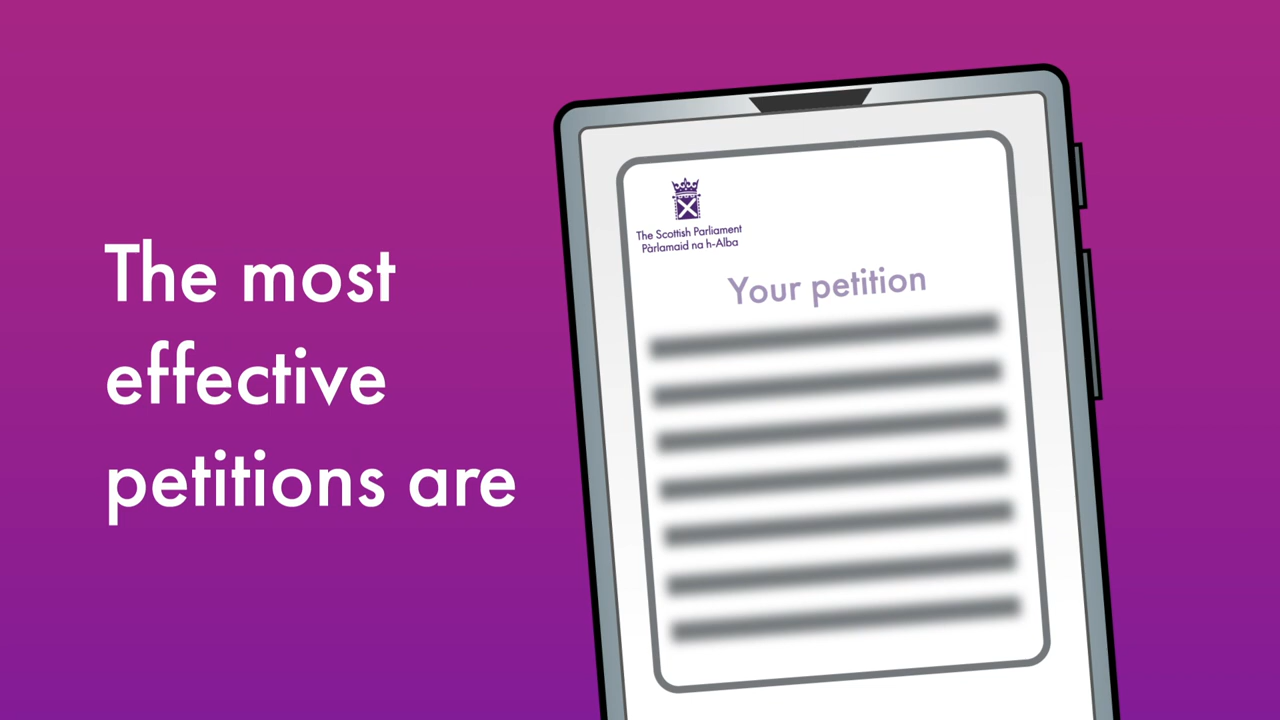 The most
effective
petitions are
The Scottish Parliament
Pàrlamaid na h-Alba
Your petition